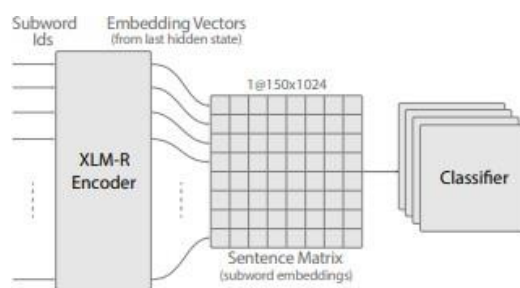 Subword
Ids
Embedding Vectors
(from last hidden state)
1@150x1024
XLM-R
Encoder
Classifier
Sentence Matrix
(subword embeddings)